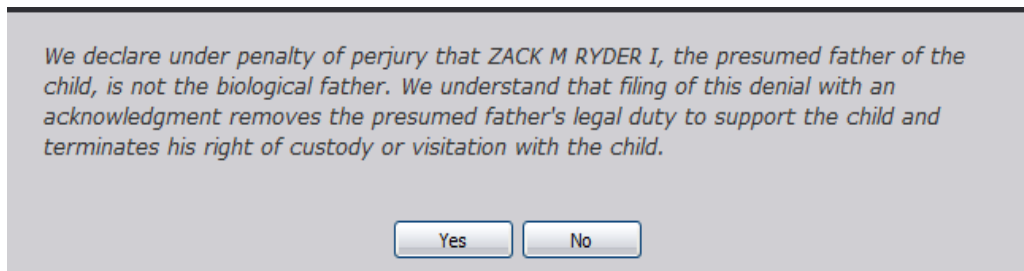 We declare under penalty of perjury that ZACK M RYDER I, the presumed father of the
child, is not the biological father. We understand that filing of this denial with an
acknowledgment removes the presumed father's legal duty to support the child and
terminates his right of custody or visitation with the child.
Yes No